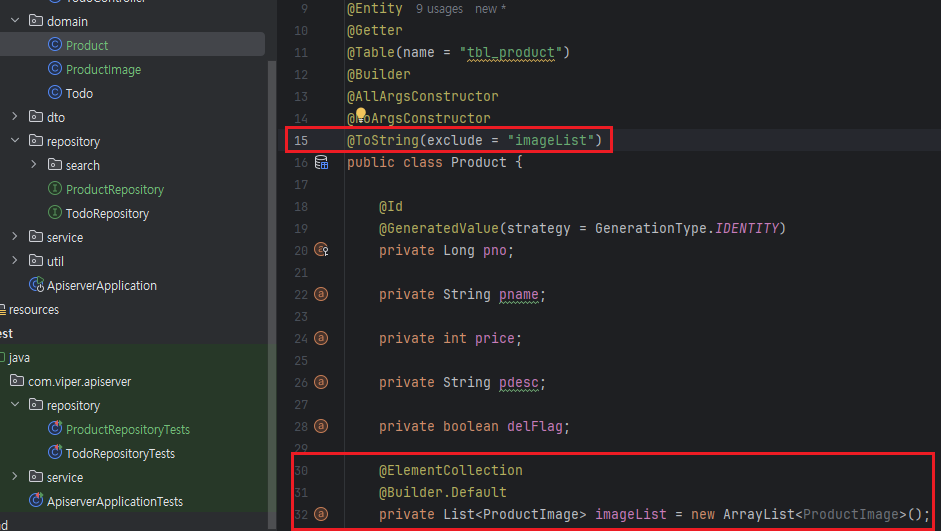 domain
Product
ProductImage
Todo
dto
repository
search
ProductRepository
TodoRepository
service
util
ApiserverApplication
resources
est
java
com.viper.apiserver
repository
ProductRepositoryTests
TodoRepositoryTests
service
ApiserverApplicationTests
9 @Entity 9 usages new *
10 @Getter
11 @Table(name = "tbl_product")
12 @Builder
13 @AllArgsConstructor
14 @NoArgsConstructor
15 @ToString(exclude = "imageList")
16 public class Product {
17
18 @Id
19 @GeneratedValue(strategy = GenerationType.IDENTITY)
20 private Long pno;
21
22 private String pname;
23
24 private int price;
25
26 private String pdesc;
27
28 private boolean delFlag;
29
30 @ElementCollection
31 @Builder.Default
32 private List<ProductImage> imageList = new ArrayList<ProductImage>();